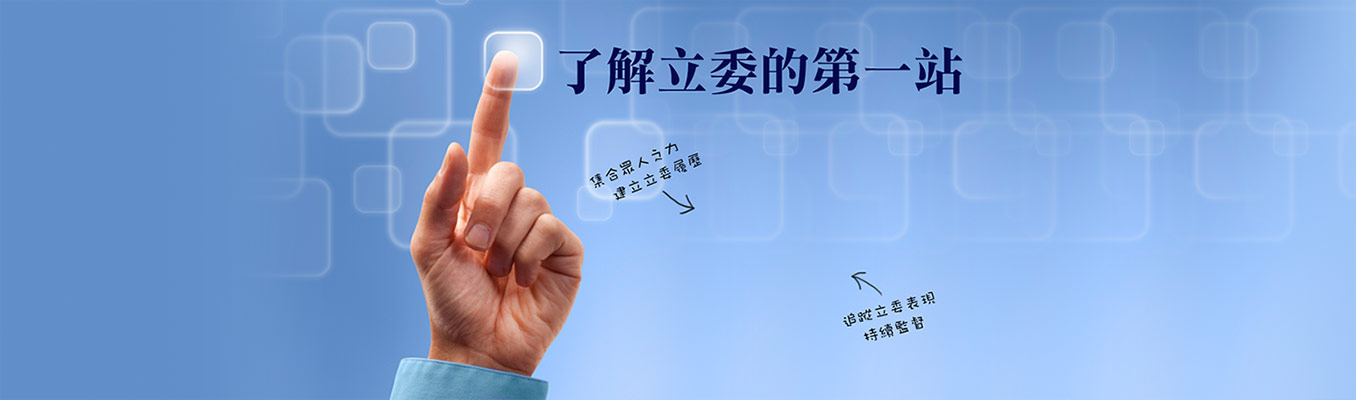 了解立委的第一站
集合眾人之力
建立立委履歷
追蹤立委表現
持續監督